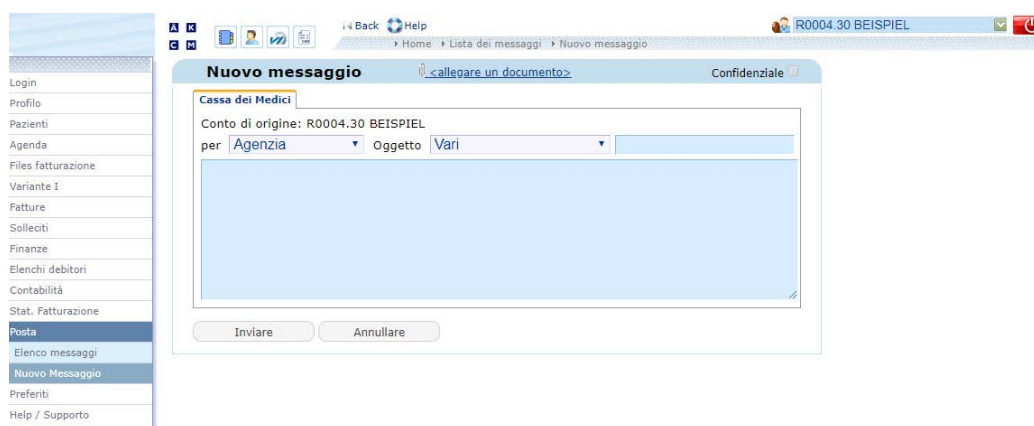 A K
C M
Back Help
R0004.30 BEISPIEL
Home Lista dei messaggi Nuovo messaggio
Nuovo messaggio <allegare un documento> Confidenziale
Cassa dei Medici
Conto di origine: R0004.30 BEISPIEL
per Agenzia Oggetto Vari
Inviare Annullare
Login
Profilo
Pazienti
Agenda
Files fatturazione
Variante I
Fatture
Solleciti
Finanze
Elenchi debitori
Contabilità
Stat. Fatturazione
Posta
Elenco messaggi
Nuovo Messaggio
Preferiti
Help / Supporto